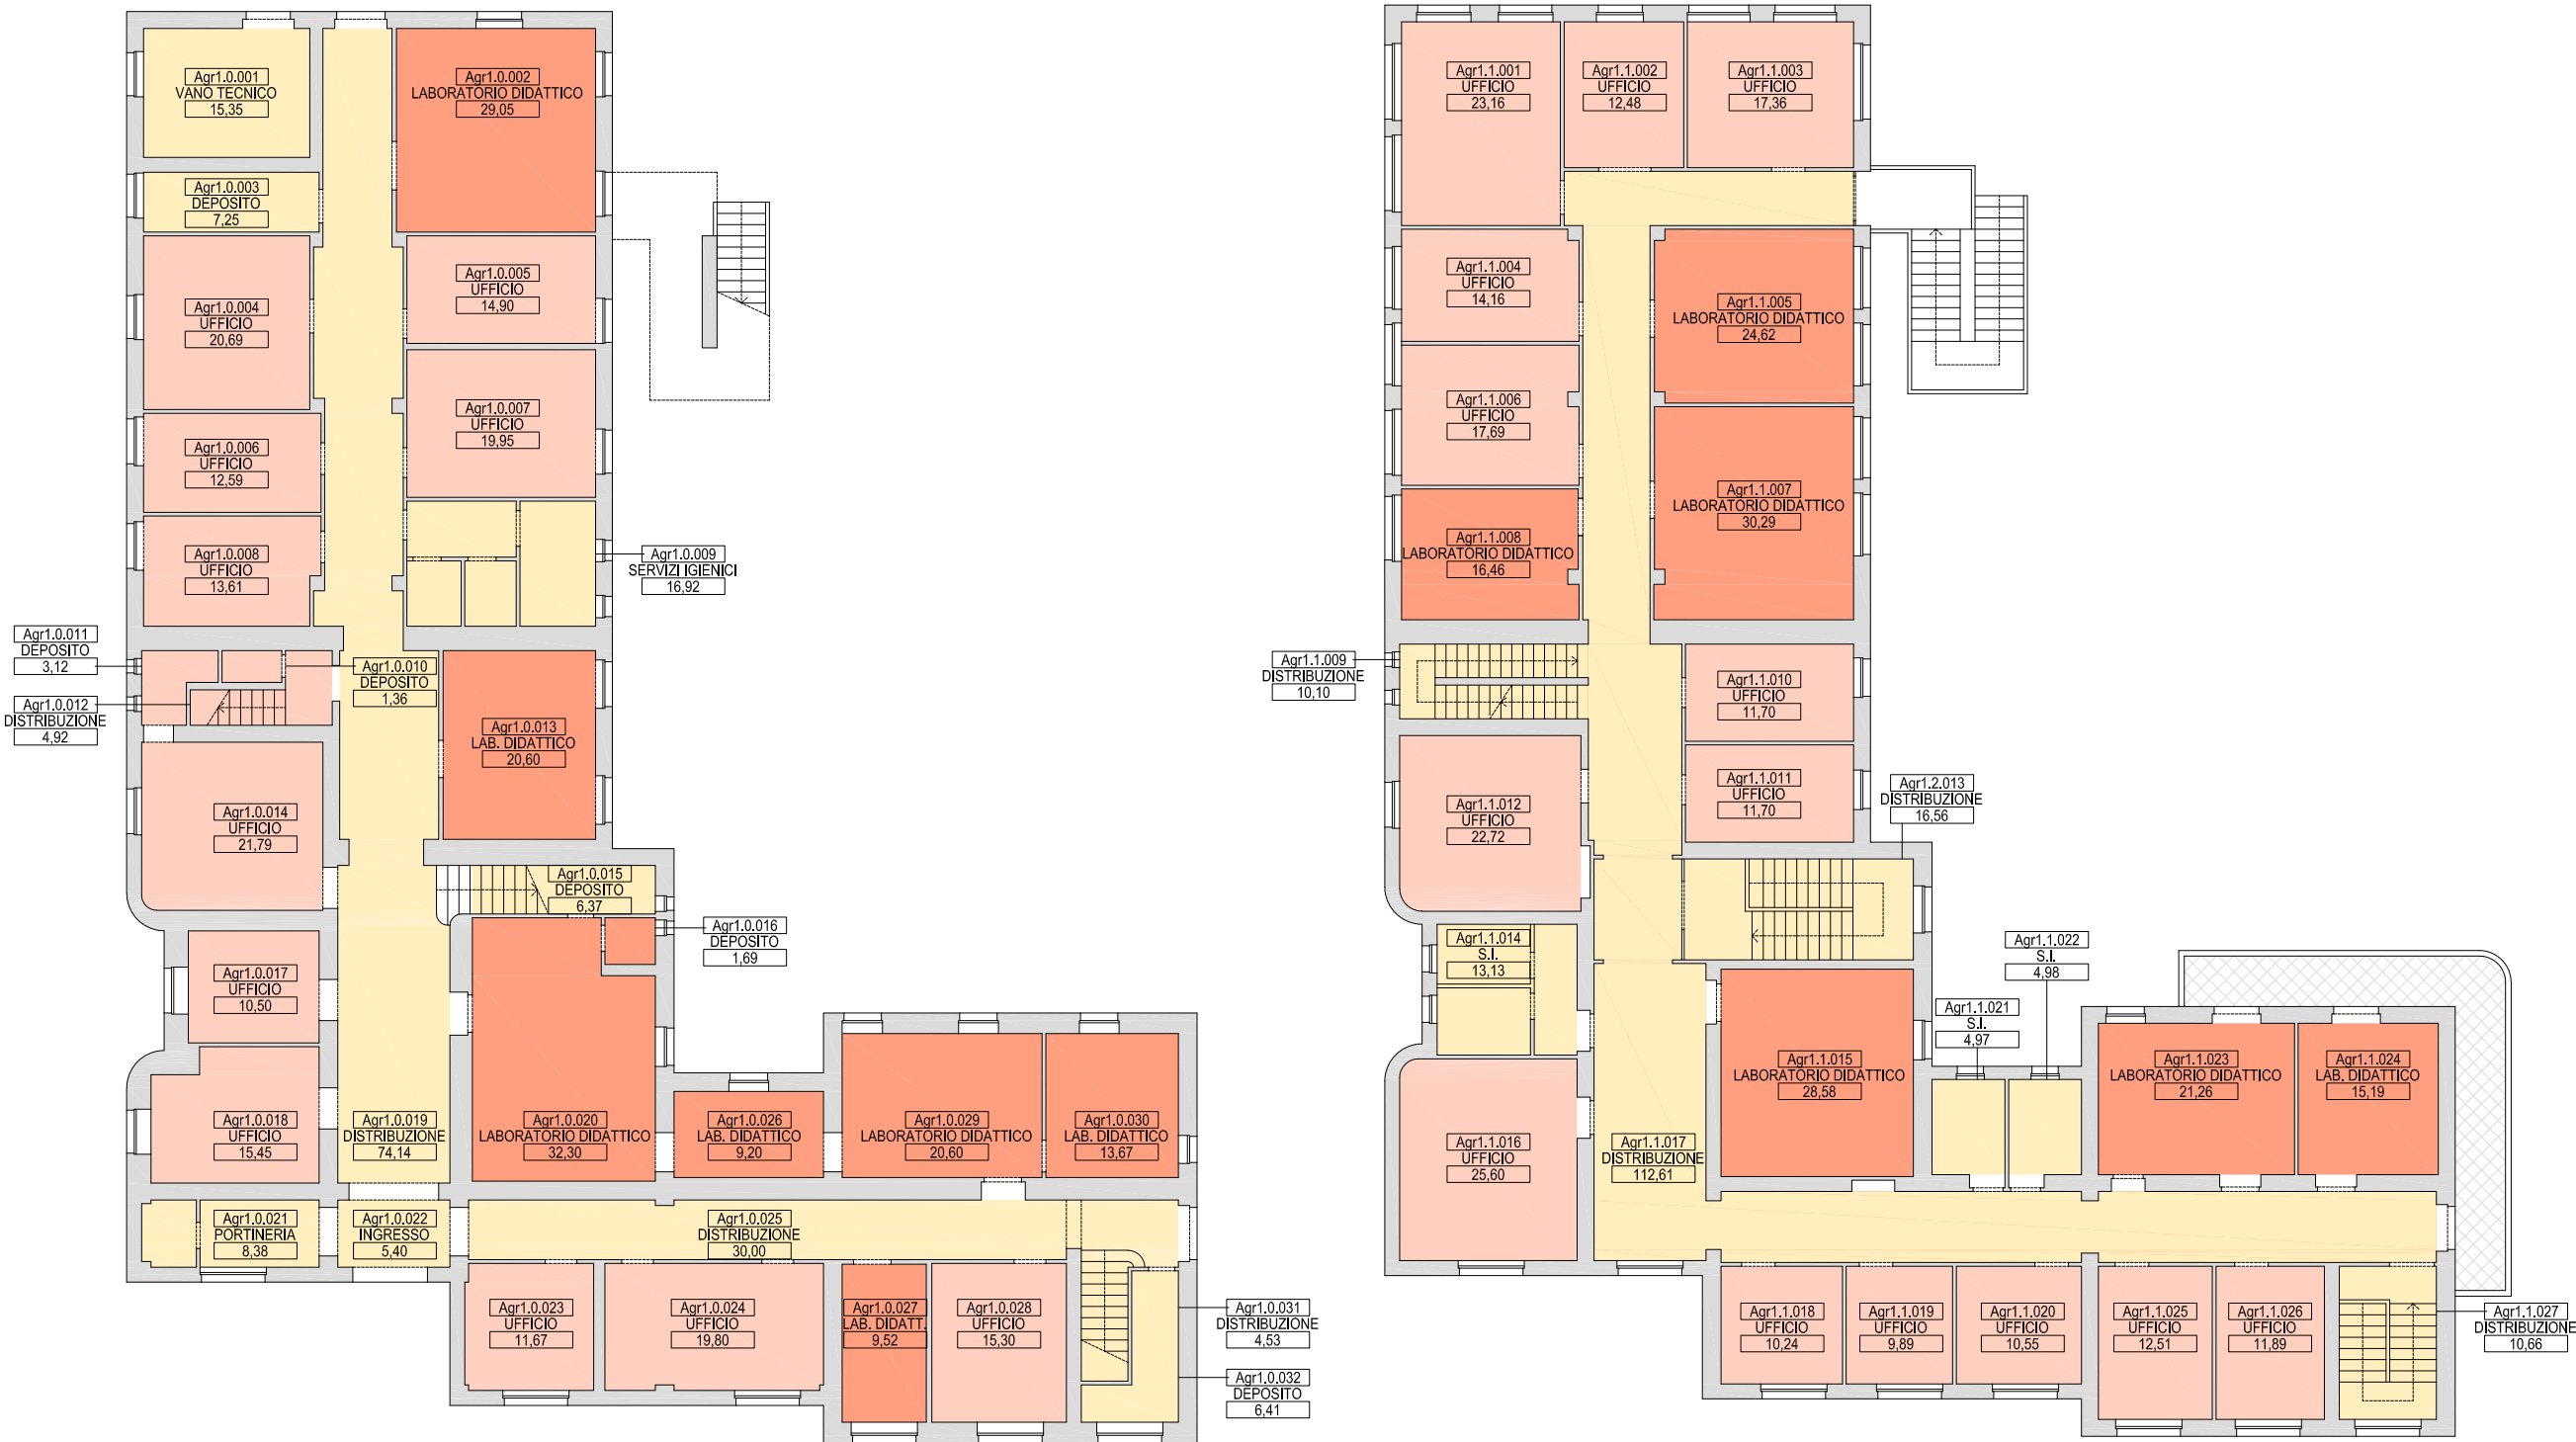 Agr1.0.001
VANO TECNICO
15,35
Agr1.0.002
LABORATORIO DIDATTICO
29,05
Agr1.0.003
DEPOSITO
7,25
Agr1.0.004
UFFICIO
20,69
Agr1.0.005
UFFICIO
14,90
Agr1.0.007
UFFICIO
19,95
Agr1.0.006
UFFICIO
12,59
Agr1.0.008
UFFICIO
13,61
Agr1.0.009
SERVIZI IGIENICI
16,92
Agr1.0.011
DEPOSITO
3,12
Agr1.0.010
DEPOSITO
1,36
Agr1.0.012
DISTRIBUZIONE
4,92
Agr1.0.013
LAB. DIDATTICO
20,60
Agr1.0.014
UFFICIO
21,79
Agr1.0.015
DEPOSITO
6,37
Agr1.0.016
DEPOSITO
1,69
Agr1.0.017
UFFICIO
10,50
Agr1.0.018
UFFICIO
15,45
Agr1.0.019
DISTRIBUZIONE
74,14
Agr1.0.020
LABORATORIO DIDATTICO
32,30
Agr1.0.026
LAB. DIDATTICO
9,20
Agr1.0.029
LABORATORIO DIDATTICO
20,60
Agr1.0.030
LAB. DIDATTICO
13,67
Agr1.0.021
PORTINERIA
8,38
Agr1.0.022
INGRESSO
5,40
Agr1.0.025
DISTRIBUZIONE
30,00
Agr1.0.023
UFFICIO
11,67
Agr1.0.024
UFFICIO
19,80
Agr1.0.027
LAB. DIDATT.
9,52
Agr1.0.028
UFFICIO
15,30
Agr1.0.031
DISTRIBUZIONE
4,53
Agr1.0.032
DEPOSITO
6,41
Agr1.1.001
UFFICIO
23,16
Agr1.1.002
UFFICIO
12,48
Agr1.1.003
UFFICIO
17,36
Agr1.1.004
UFFICIO
14,16
Agr1.1.005
LABORATORIO DIDATTICO
24,62
Agr1.1.006
UFFICIO
17,69
Agr1.1.007
LABORATORIO DIDATTICO
30,29
Agr1.1.008
LABORATORIO DIDATTICO
16,46
Agr1.1.009
DISTRIBUZIONE
10,10
Agr1.1.010
UFFICIO
11,70
Agr1.1.011
UFFICIO
11,70
Agr1.1.012
UFFICIO
22,72
Agr1.2.013
DISTRIBUZIONE
16,56
Agr1.1.014
S.I.
13,13
Agr1.1.022
S.I.
4,98
Agr1.1.021
S.I.
4,97
Agr1.1.015
LABORATORIO DIDATTICO
28,58
Agr1.1.023
LABORATORIO DIDATTICO
21,26
Agr1.1.024
LAB. DIDATTICO
15,19
Agr1.1.016
UFFICIO
25,60
Agr1.1.017
DISTRIBUZIONE
112,61
Agr1.1.018
UFFICIO
10,24
Agr1.1.019
UFFICIO
9,89
Agr1.1.020
UFFICIO
10,55
Agr1.1.025
UFFICIO
12,51
Agr1.1.026
UFFICIO
11,89
Agr1.1.027
DISTRIBUZIONE
10,66